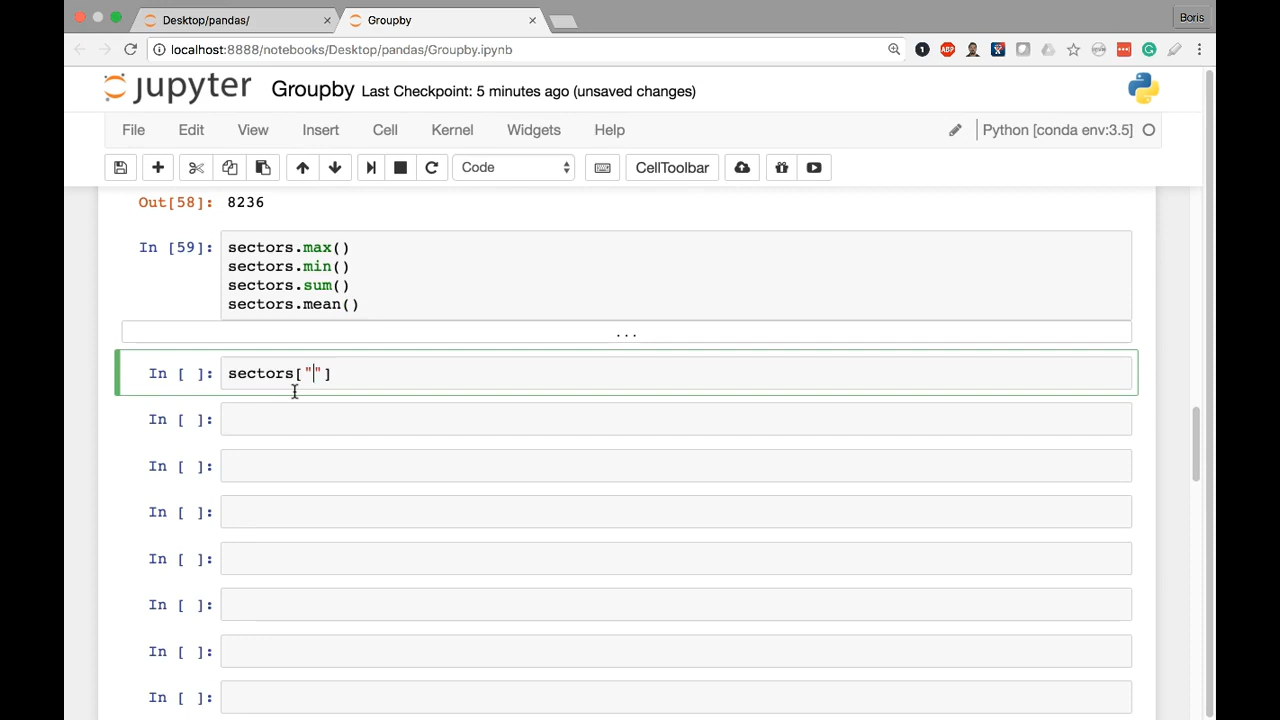 Desktop/pandas/
Groupby
Boris
localhost:8888/notebooks/Desktop/pandas/Groupby.ipynb
jupyter Groupby Last Checkpoint: 5 minutes ago (unsaved changes)
File Edit View Insert Cell Kernel Widgets Help Python [conda env:3.5]
Code CellToolbar
Out[58]: 8236
In [59]: sectors.max()
sectors.min()
sectors.sum()
sectors.mean()
...
In [ ]: sectors[""]
In [ ]:
In [ ]:
In [ ]:
In [ ]:
In [ ]:
In [ ]:
In [ ]: